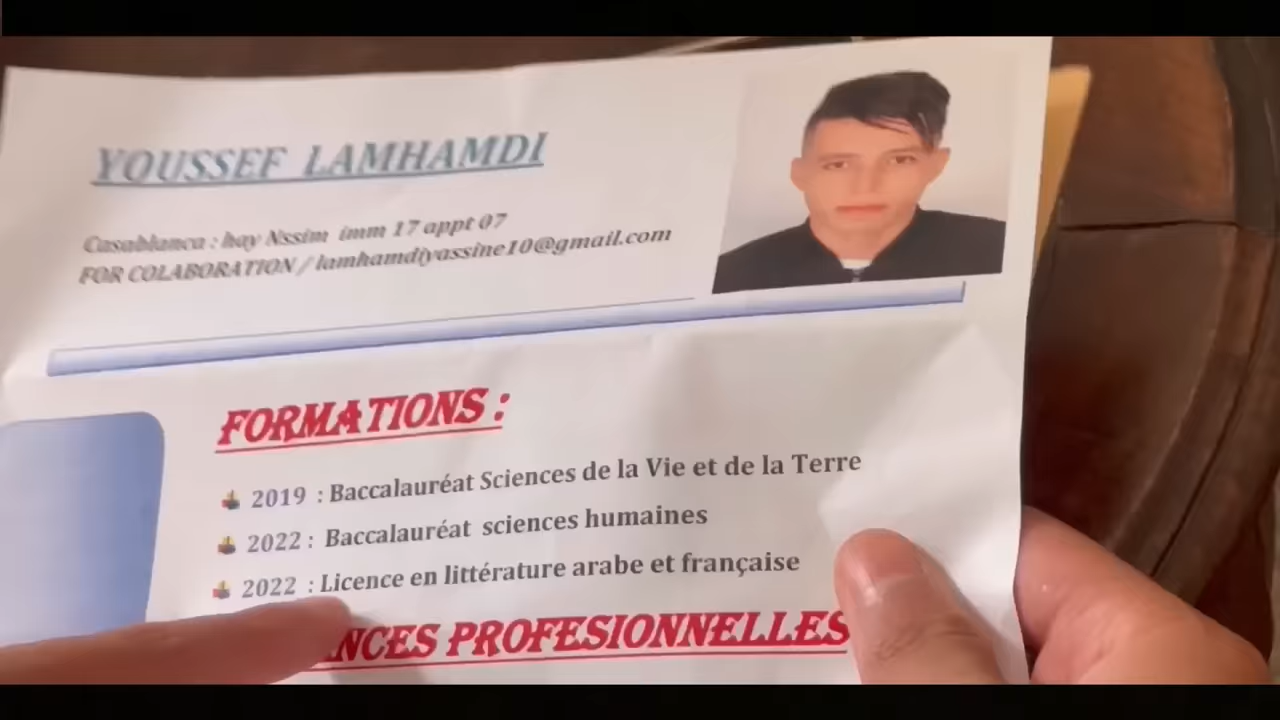 YOUSSEF LAMHAMDI
Casablanca : hay Nssim imm 17 appt 07
FOR COLABORATION / lamhamdiyassine10@gmail.com
FORMATIONS :
2019 : Baccalauréat Sciences de la Vie et de la Terre
2022 : Baccalauréat sciences humaines
2022 : Licence en littérature arabe et française
NCES PROFESIONNELLES